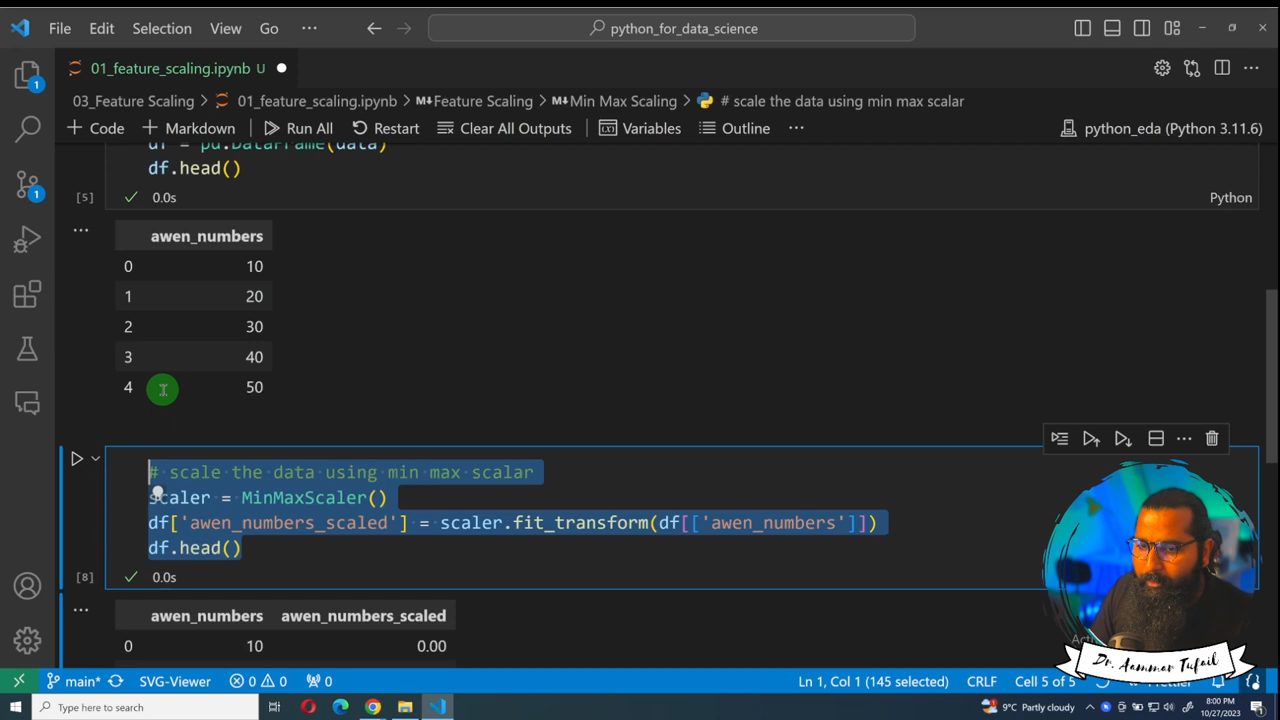 File Edit Selection View Go ··· python_for_data_science
01_feature_scaling.ipynb U
03_Feature Scaling > 01_feature_scaling.ipynb > Feature Scaling > Min Max Scaling > # scale the data using min max scalar
+ Code + Markdown Run All Restart Clear All Outputs Variables Outline ··· python_eda (Python 3.11.6)
df = pd.DataFrame(data)
df.head()
[5] 0.0s Python
awen_numbers
0 10
1 20
2 30
3 40
4 50
# scale the data using min max scalar
scaler = MinMaxScaler()
df['awen_numbers_scaled'] = scaler.fit_transform(df[['awen_numbers']])
df.head()
[8] 0.0s
awen_numbers awen_numbers_scaled
0 10 0.00
Dr. Aammar Tufail
main* SVG-Viewer 0 0 0 Ln 1, Col 1 (145 selected) CRLF Cell 5 of 5
Type here to search 9°C Partly cloudy 8:00 PM
10/27/2023
1
1